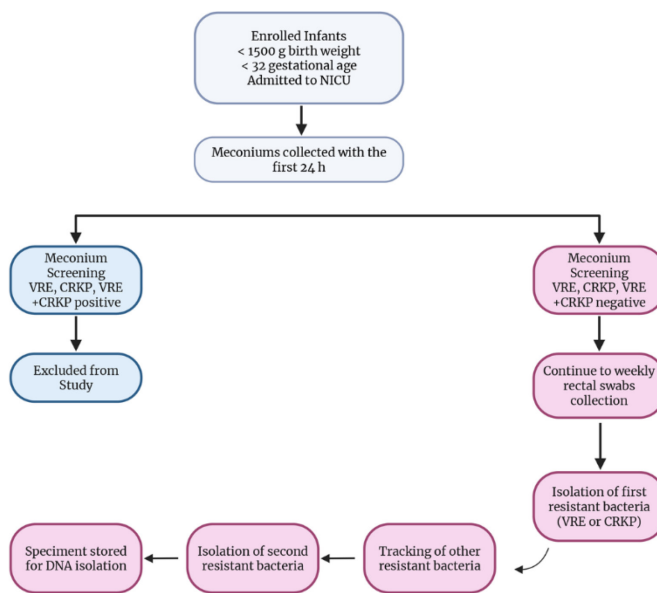 Enrolled Infants
< 1500 g birth weight
< 32 gestational age
Admitted to NICU
Meconiums collected with the
first 24 h
Meconium
Screening
VRE, CRKP, VRE
+CRKP positive
Meconium
Screening
VRE, CRKP, VRE
+CRKP negative
Excluded from
Study
Continue to weekly
rectal swabs
collection
Isolation of first
resistant bacteria
(VRE or CRKP)
Tracking of other
resistant bacteria
Isolation of second
resistant bacteria
Speciment stored
for DNA isolation